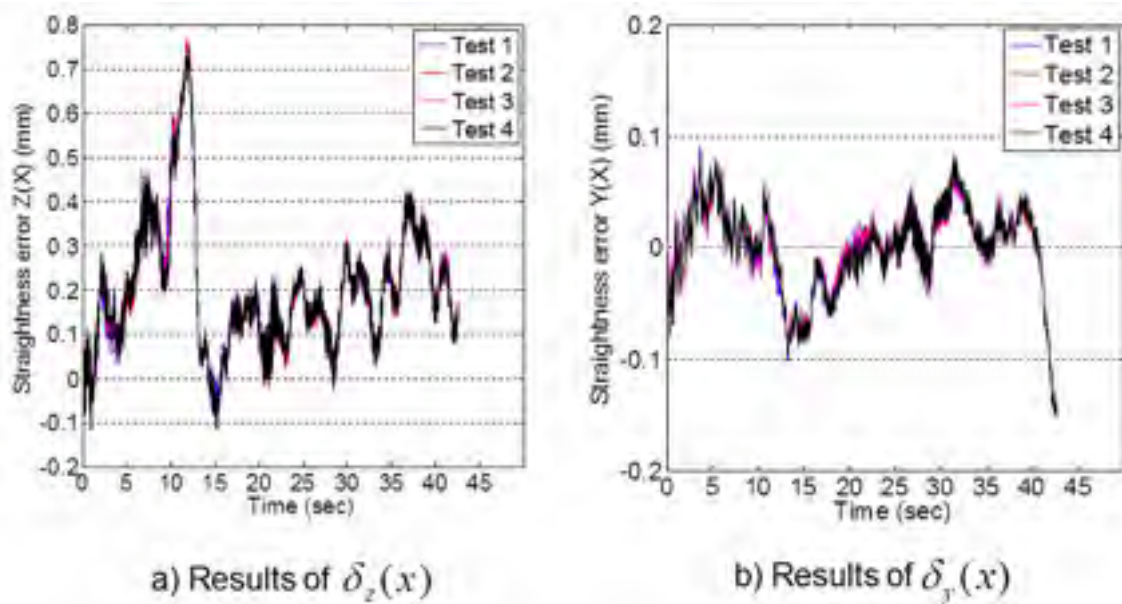 Straightness error Z(X) (mm)
0.8
0.7
0.6
0.5
0.4
0.3
0.2
0.1
0
-0.1
-0.2
0 5 10 15 20 25 30 35 40 45
Time (sec)
Test 1
Test 2
Test 3
Test 4
a) Results of δ_z(x)
Straightness error Y(X) (mm)
0.2
0.1
0
-0.1
-0.2
0 5 10 15 20 25 30 35 40 45
Time (sec)
Test 1
Test 2
Test 3
Test 4
b) Results of δ_y(x)